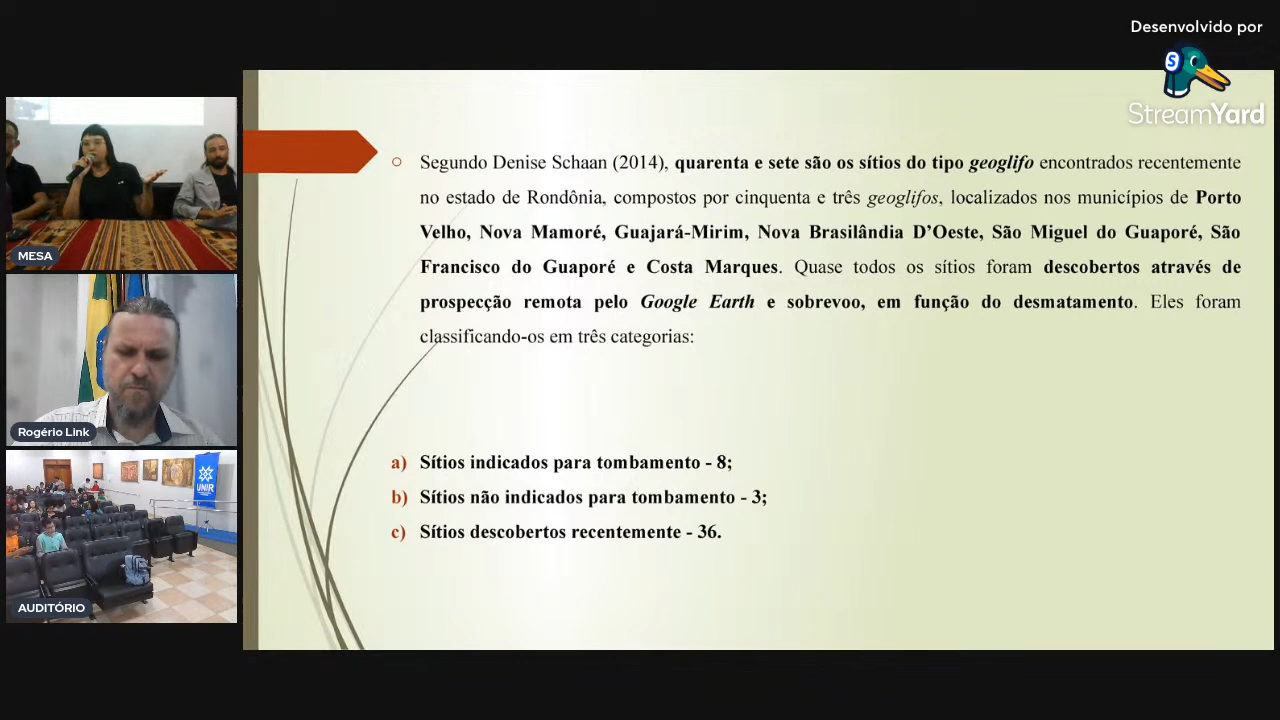 Desenvolvido por
StreamYard
MESA
Rogério Link
UNIR
AUDITÓRIO
Segundo Denise Schaan (2014), quarenta e sete são os sítios do tipo geoglifo encontrados recentemente
no estado de Rondônia, compostos por cinquenta e três geoglifos, localizados nos municípios de Porto
Velho, Nova Mamoré, Guajará-Mirim, Nova Brasilândia D’Oeste, São Miguel do Guaporé, São
Francisco do Guaporé e Costa Marques. Quase todos os sítios foram descobertos através de
prospecção remota pelo Google Earth e sobrevoo, em função do desmatamento. Eles foram
classificando-os em três categorias:
a) Sítios indicados para tombamento - 8;
b) Sítios não indicados para tombamento - 3;
c) Sítios descobertos recentemente - 36.